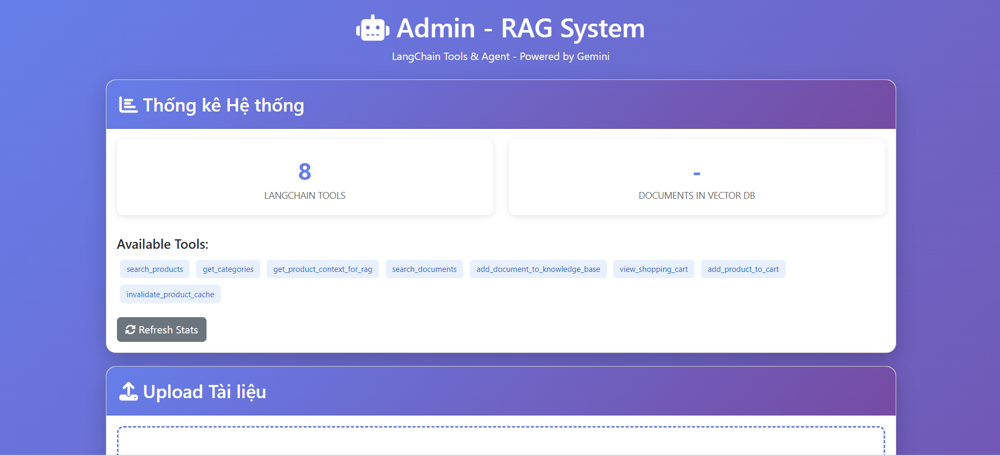 Admin - RAG System
LangChain Tools & Agent - Powered by Gemini
Thống kê Hệ thống
8
LANGCHAIN TOOLS
-
DOCUMENTS IN VECTOR DB
Available Tools:
search_products get_categories get_product_context_for_rag search_documents add_document_to_knowledge_base view_shopping_cart add_product_to_cart
invalidate_product_cache
Refresh Stats
Upload Tài liệu